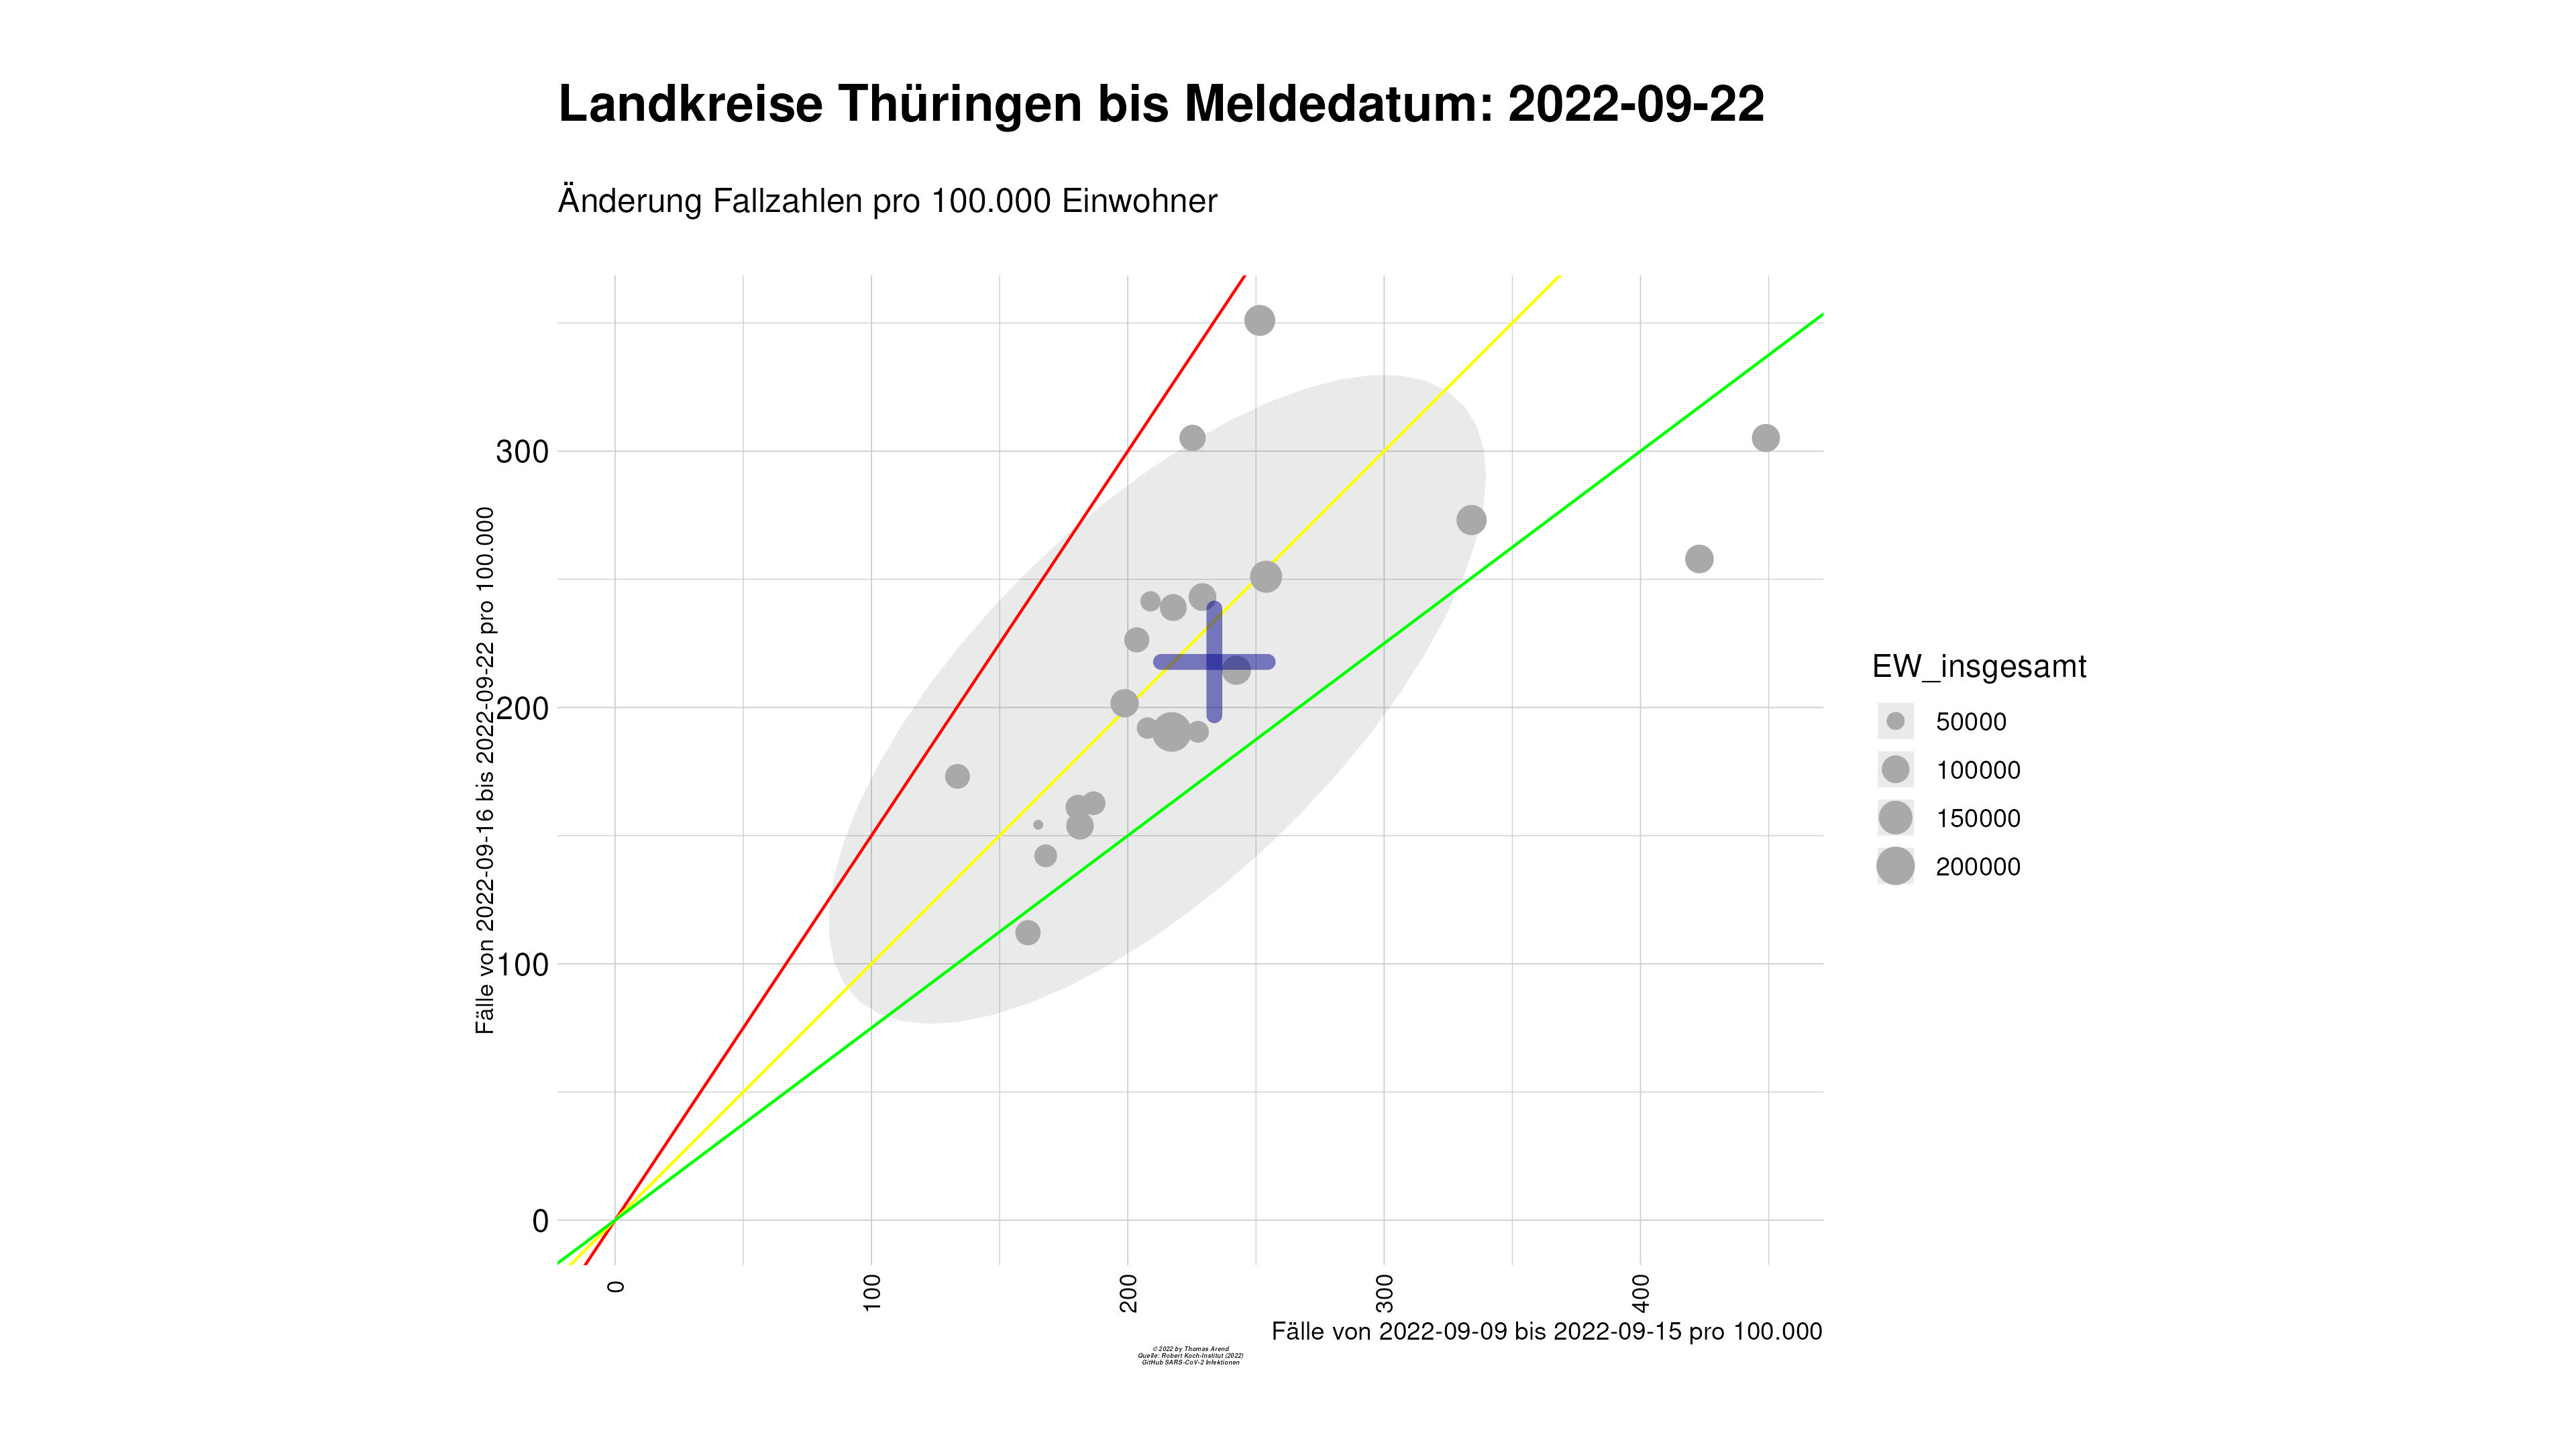 Landkreise Thüringen bis Meldedatum: 2022-09-22
Änderung Fallzahlen pro 100.000 Einwohner
Fälle von 2022-09-16 bis 2022-09-22 pro 100.000
300
200
100
0
0
100
200
300
400
Fälle von 2022-09-09 bis 2022-09-15 pro 100.000
EW_insgesamt
50000
100000
150000
200000
© 2022 by Thomas Arend
Quelle: Robert Koch-Institut (2022)
GitHub SARS-CoV-2 Infektionen